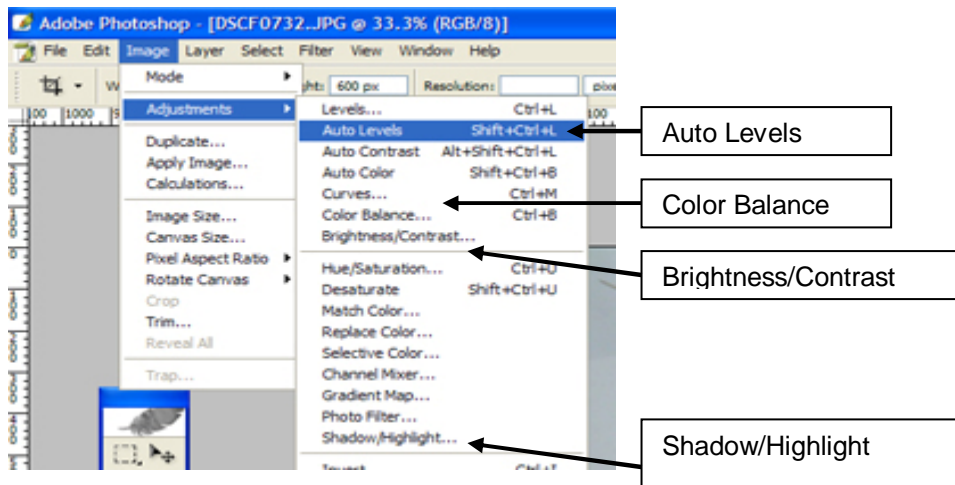 Adobe Photoshop - [DSCF0732..JPG @ 33.3% (RGB/8)]
File Edit Image Layer Select Filter View Window Help
W
ght: 600 px Resolution: pixe
Mode
Adjustments
Duplicate...
Apply Image...
Calculations...
Image Size...
Canvas Size...
Pixel Aspect Ratio
Rotate Canvas
Crop
Trim...
Reveal All
Trap...
Levels... Ctrl+L
Auto Levels Shift+Ctrl+L
Auto Contrast Alt+Shift+Ctrl+L
Auto Color Shift+Ctrl+B
Curves... Ctrl+M
Color Balance... Ctrl+B
Brightness/Contrast...
Hue/Saturation... Ctrl+U
Desaturate Shift+Ctrl+U
Match Color...
Replace Color...
Selective Color...
Channel Mixer...
Gradient Map...
Photo Filter...
Shadow/Highlight...
Invert Ctrl+I
Auto Levels
Color Balance
Brightness/Contrast
Shadow/Highlight